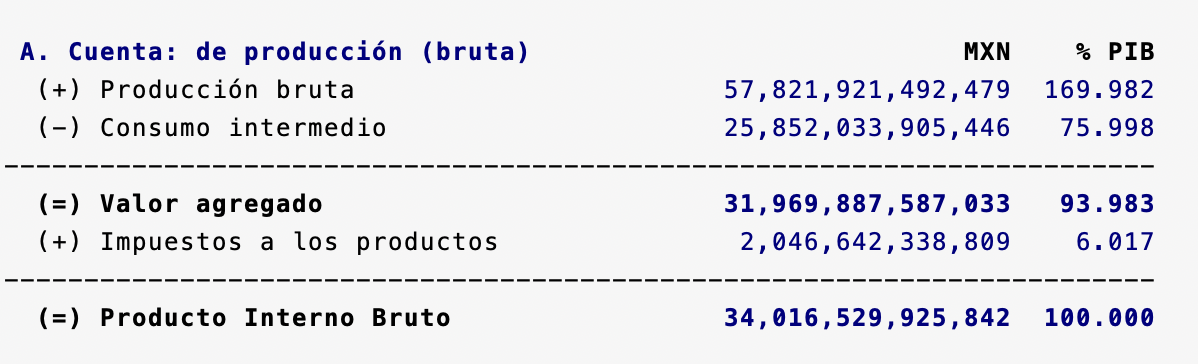 A. Cuenta: de producción (bruta) MXN % PIB
(+) Producción bruta 57,821,921,492,479 169.982
(−) Consumo intermedio 25,852,033,905,446 75.998
(=) Valor agregado 31,969,887,587,033 93.983
(+) Impuestos a los productos 2,046,642,338,809 6.017
(=) Producto Interno Bruto 34,016,529,925,842 100.000